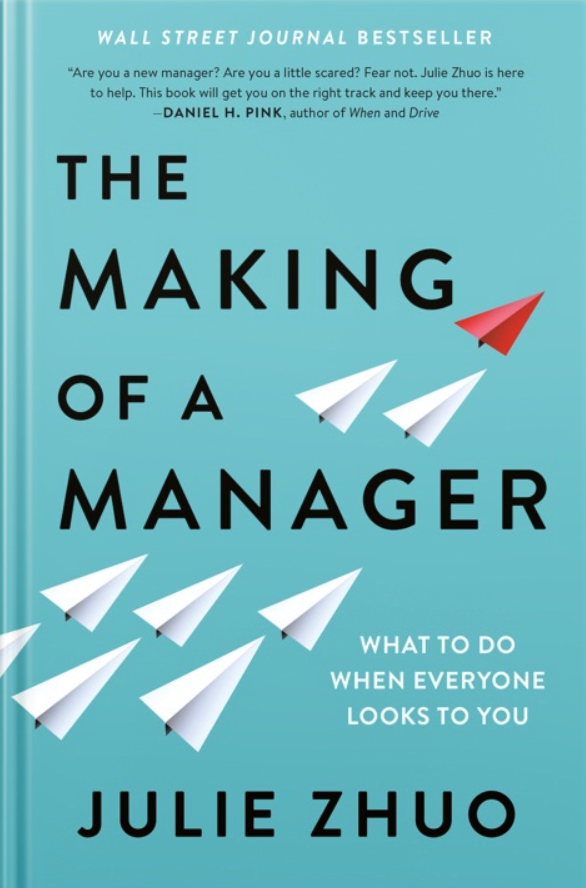 WALL STREET JOURNAL BESTSELLER
“Are you a new manager? Are you a little scared? Fear not. Julie Zhuo is here
to help. This book will get you on the right track and keep you there.”
—DANIEL H. PINK, author of When and Drive
THE
MAKING
OF A
MANAGER
WHAT TO DO
WHEN EVERYONE
LOOKS TO YOU
JULIE ZHUO